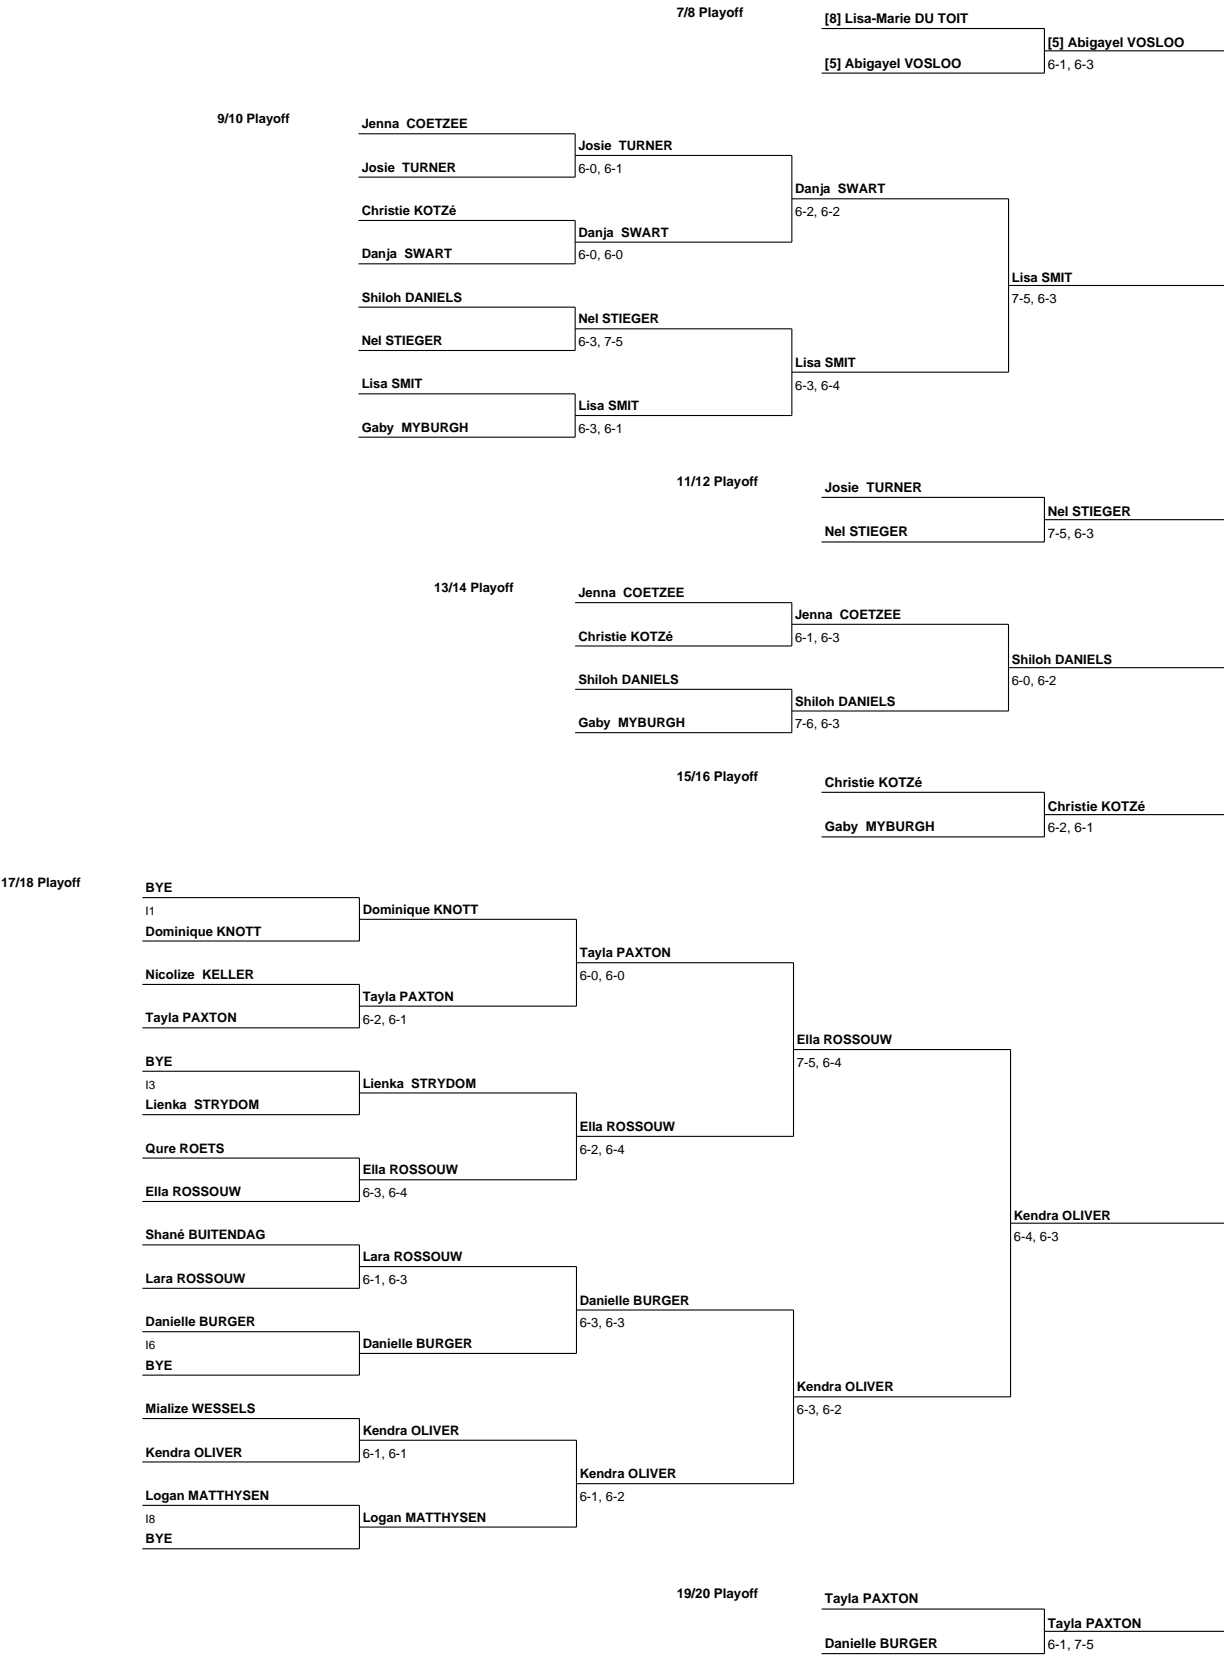 7/8 Playoff
[8] Lisa-Marie DU TOIT
[5] Abigayel VOSLOO
[5] Abigayel VOSLOO
6-1, 6-3
9/10 Playoff
Jenna COETZEE
Josie TURNER
Josie TURNER
6-0, 6-1
Danja SWART
Christie KOTZé
6-2, 6-2
Danja SWART
Danja SWART
6-0, 6-0
Lisa SMIT
Shiloh DANIELS
7-5, 6-3
Nel STIEGER
Nel STIEGER
6-3, 7-5
Lisa SMIT
Lisa SMIT
6-3, 6-4
Lisa SMIT
Gaby MYBURGH
6-3, 6-1
11/12 Playoff
Josie TURNER
Nel STIEGER
Nel STIEGER
7-5, 6-3
13/14 Playoff
Jenna COETZEE
Jenna COETZEE
Christie KOTZé
6-1, 6-3
Shiloh DANIELS
Shiloh DANIELS
6-0, 6-2
Shiloh DANIELS
Gaby MYBURGH
7-6, 6-3
15/16 Playoff
Christie KOTZé
Christie KOTZé
Gaby MYBURGH
6-2, 6-1
17/18 Playoff
BYE
I1
Dominique KNOTT
Dominique KNOTT
Tayla PAXTON
Nicolize KELLER
6-0, 6-0
Tayla PAXTON
Tayla PAXTON
6-2, 6-1
Ella ROSSOUW
BYE
7-5, 6-4
I3
Lienka STRYDOM
Lienka STRYDOM
Ella ROSSOUW
Qure ROETS
6-2, 6-4
Ella ROSSOUW
Ella ROSSOUW
6-3, 6-4
Kendra OLIVER
Shané BUITENDAG
6-4, 6-3
Lara ROSSOUW
Lara ROSSOUW
6-1, 6-3
Danielle BURGER
Danielle BURGER
6-3, 6-3
I6
Danielle BURGER
BYE
Kendra OLIVER
Mialize WESSELS
6-3, 6-2
Kendra OLIVER
Kendra OLIVER
6-1, 6-1
Kendra OLIVER
Logan MATTHYSEN
6-1, 6-2
I8
Logan MATTHYSEN
BYE
19/20 Playoff
Tayla PAXTON
Tayla PAXTON
Danielle BURGER
6-1, 7-5